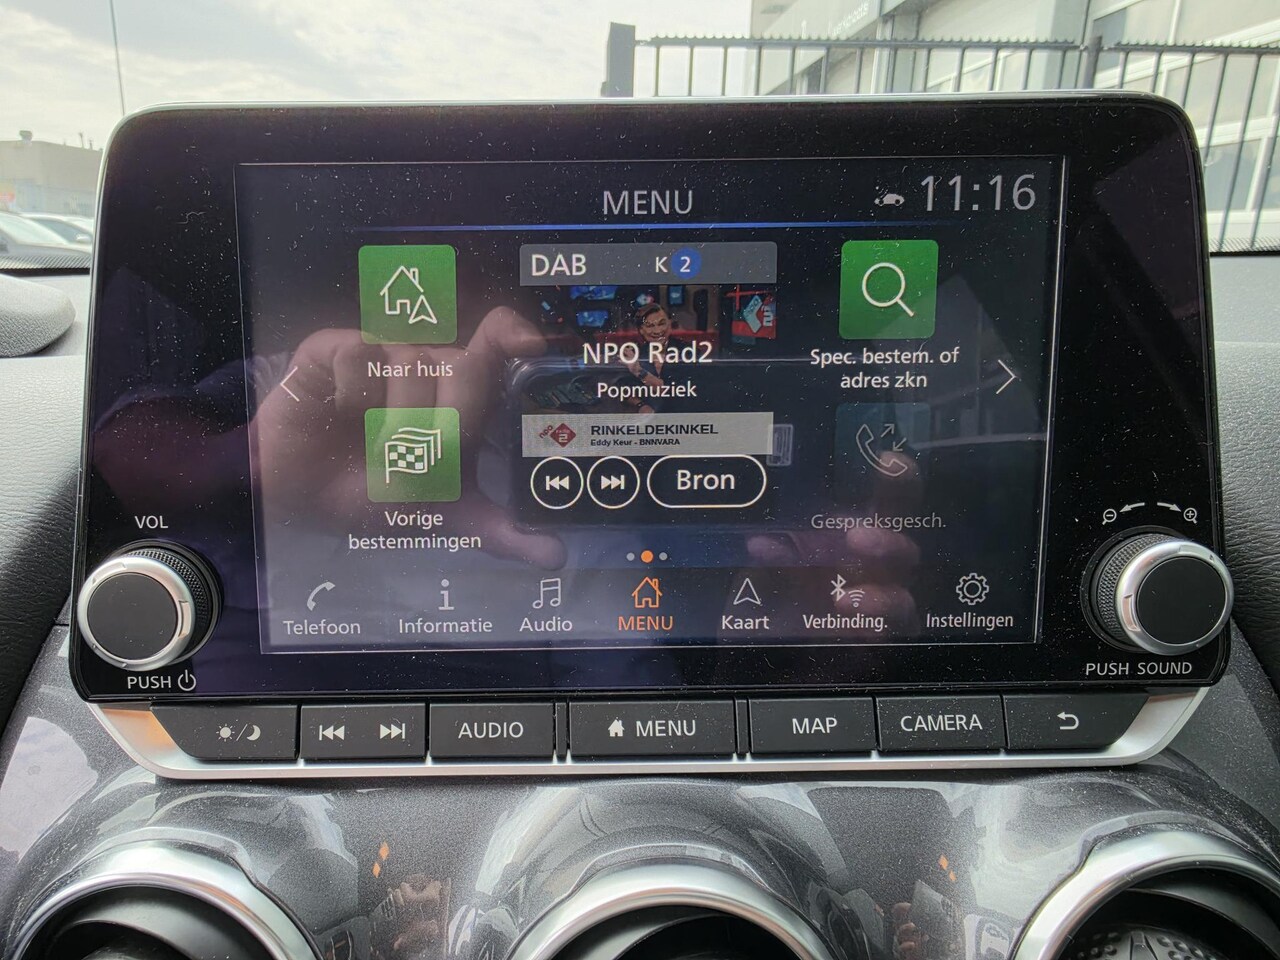 MENU
11:16
DAB
K 2
Naar huis
NPO Rad2
Popmuziek
Spec. bestem. of
adres zkn
RINKELDEKINKEL
Eddy Keur - BNNVARA
Bron
Vorige
bestemmingen
Gespreksgesch.
Telefoon
Informatie
Audio
MENU
Kaart
Verbinding.
Instellingen
VOL
PUSH
PUSH SOUND
AUDIO
MENU
MAP
CAMERA